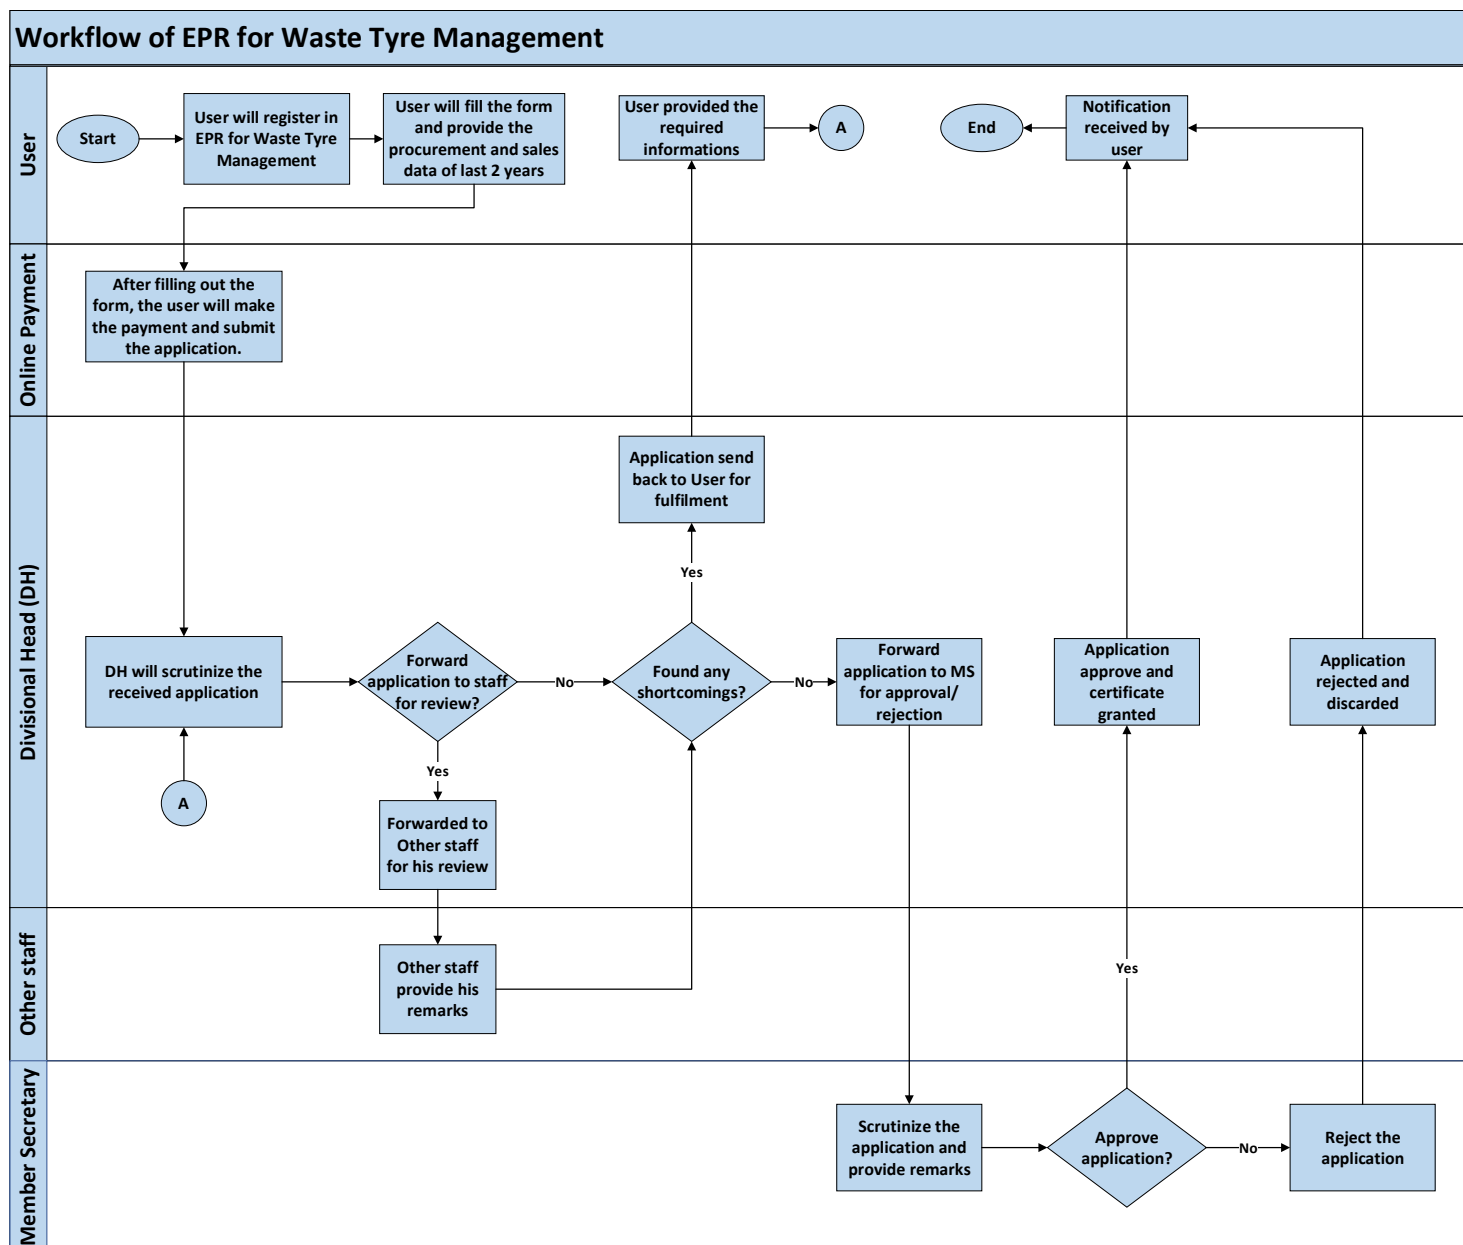 Workflow of EPR for Waste Tyre Management
User
Start
User will register in
EPR for Waste Tyre
Management
User will fill the form
and provide the
procurement and sales
data of last 2 years
User provided the
required
informations
A
End
Notification
received by
user
Online Payment
After filling out the
form, the user will make
the payment and submit
the application.
Divisional Head (DH)
Application send
back to User for
fulfilment
Yes
DH will scrutinize the
received application
Forward
application to staff
for review?
No
Found any
shortcomings?
No
Forward
application to MS
for approval/
rejection
Application
approve and
certificate
granted
Application
rejected and
discarded
Yes
A
Forwarded to
Other staff
for his review
Other staff
Other staff
provide his
remarks
Yes
Member Secretary
Scrutinize the
application and
provide remarks
Approve
application?
No
Reject the
application